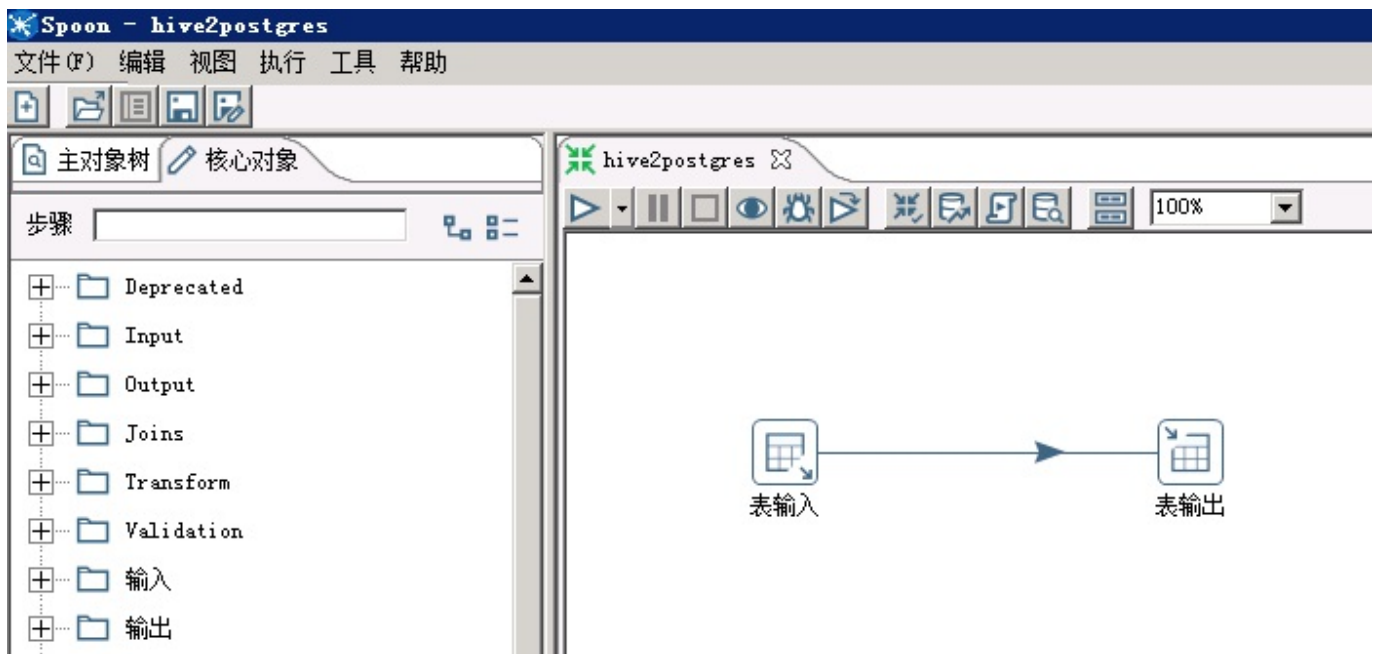 Spoon - hive2postgres
文件(F) 编辑 视图 执行 工具 帮助
主对象树 核心对象
步骤
Deprecated
Input
Output
Joins
Transform
Validation
输入
输出
hive2postgres
100%
表输入
表输出